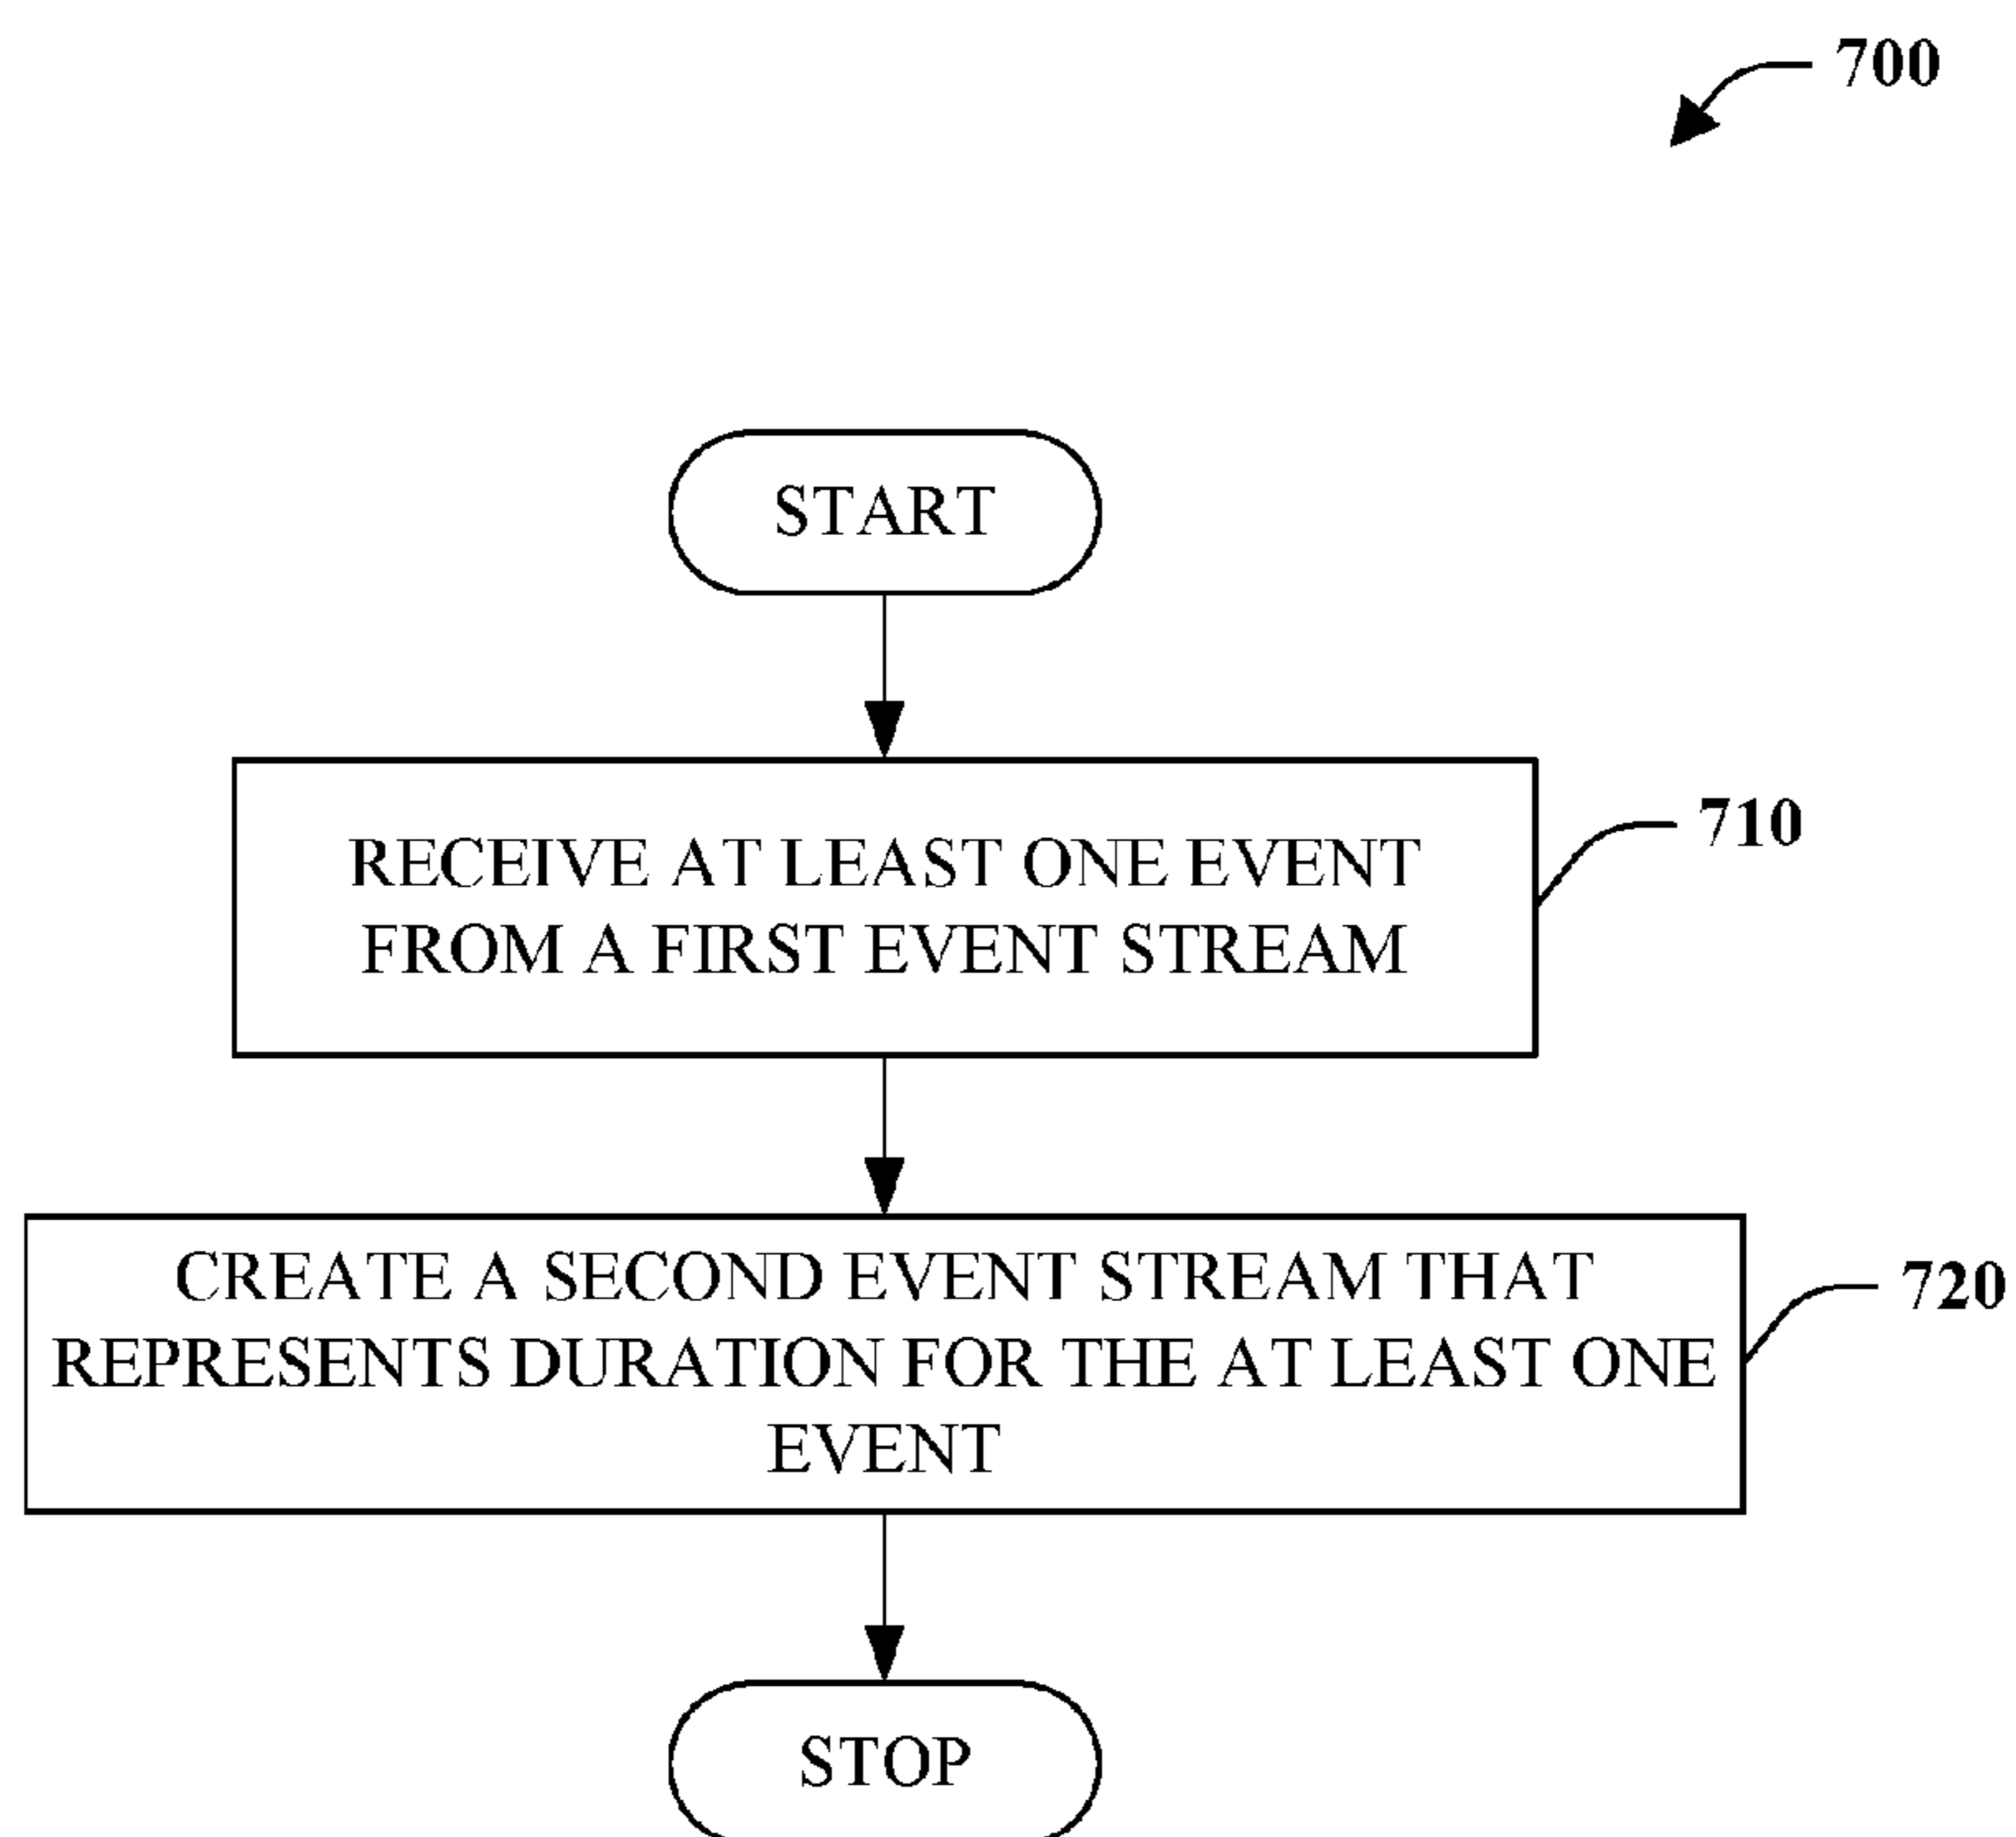 700
START
RECEIVE AT LEAST ONE EVENT
FROM A FIRST EVENT STREAM
710
CREATE A SECOND EVENT STREAM THAT
REPRESENTS DURATION FOR THE AT LEAST ONE
EVENT
720
STOP